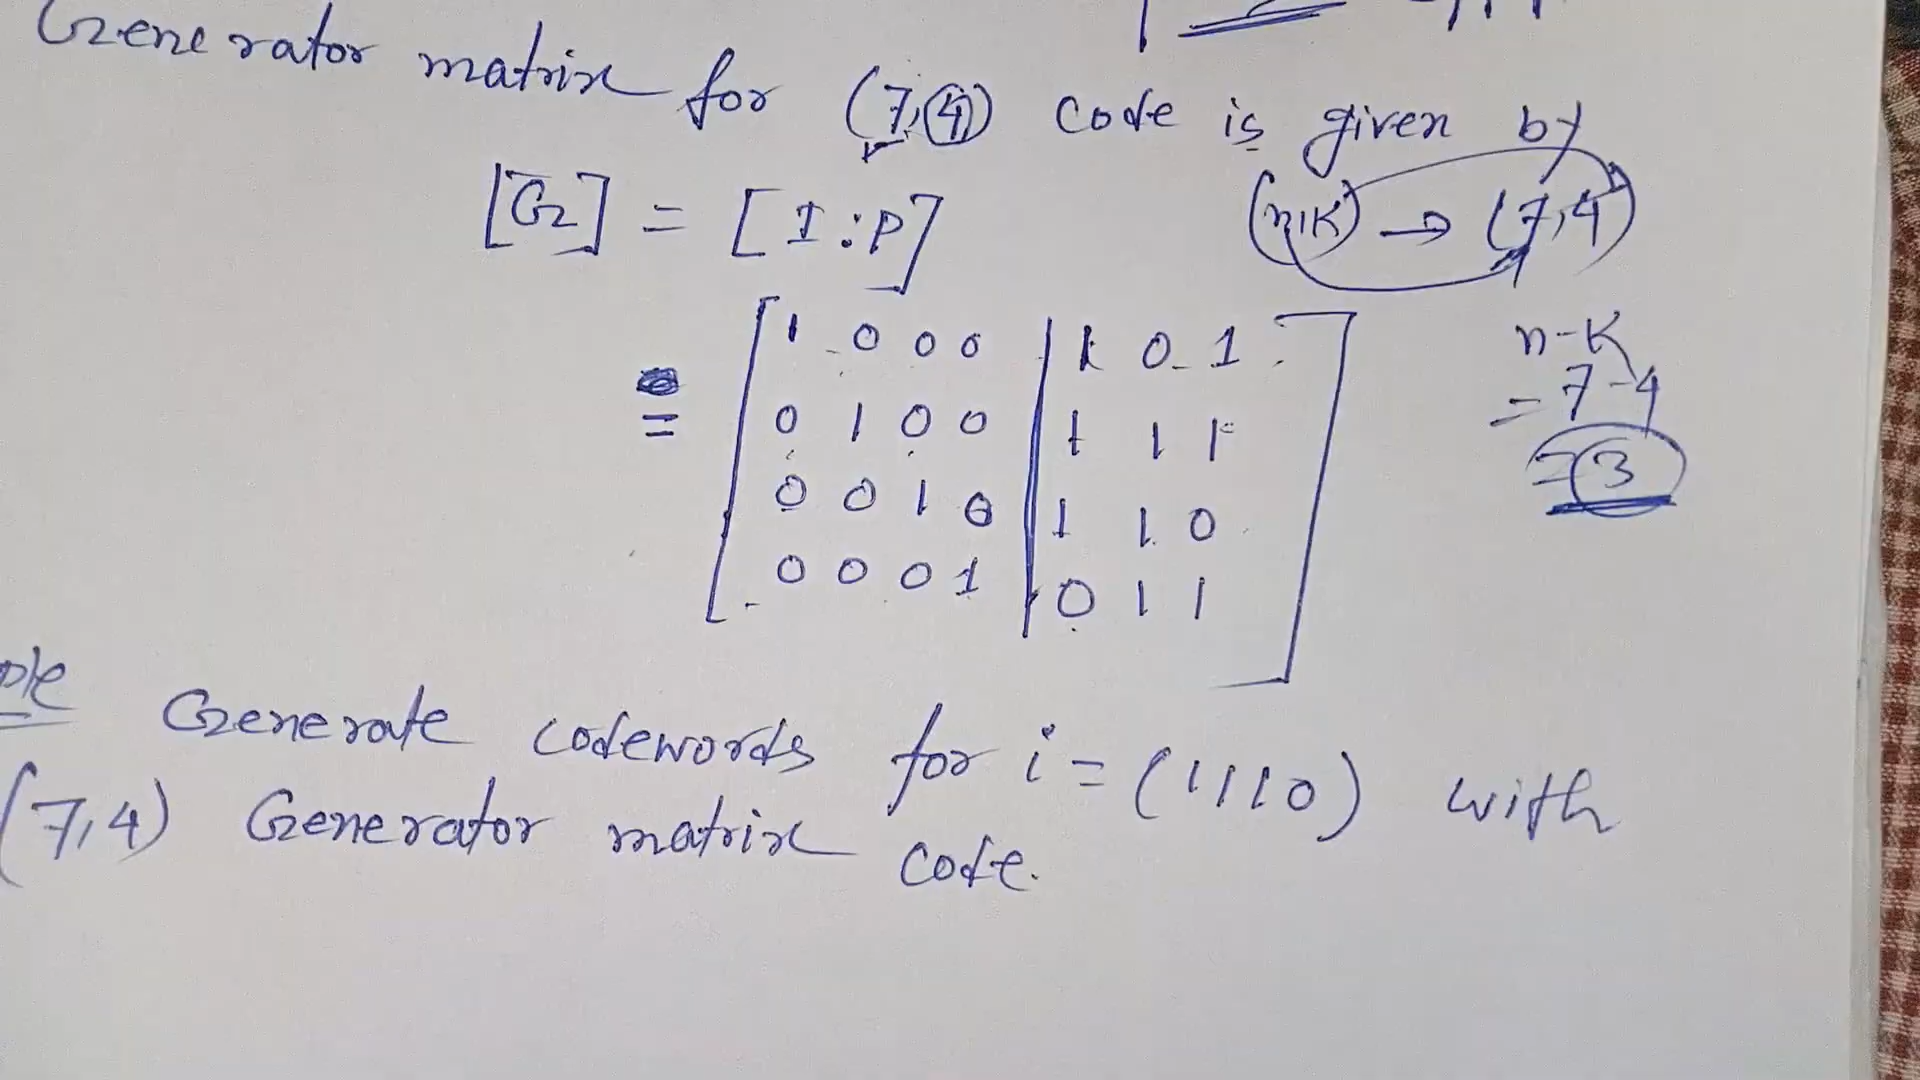 Generator matrix for (7,4) code is given by
[G] = [I : P]
(n,k) → (7,4)
= [1 0 0 0 | 1 0 1
0 1 0 0 | 1 1 1
0 0 1 0 | 1 1 0
0 0 0 1 | 0 1 1]
n-k
= 7-4
= 3
Generate codewords for i = (1110) with
(7,4) Generator matrix code.